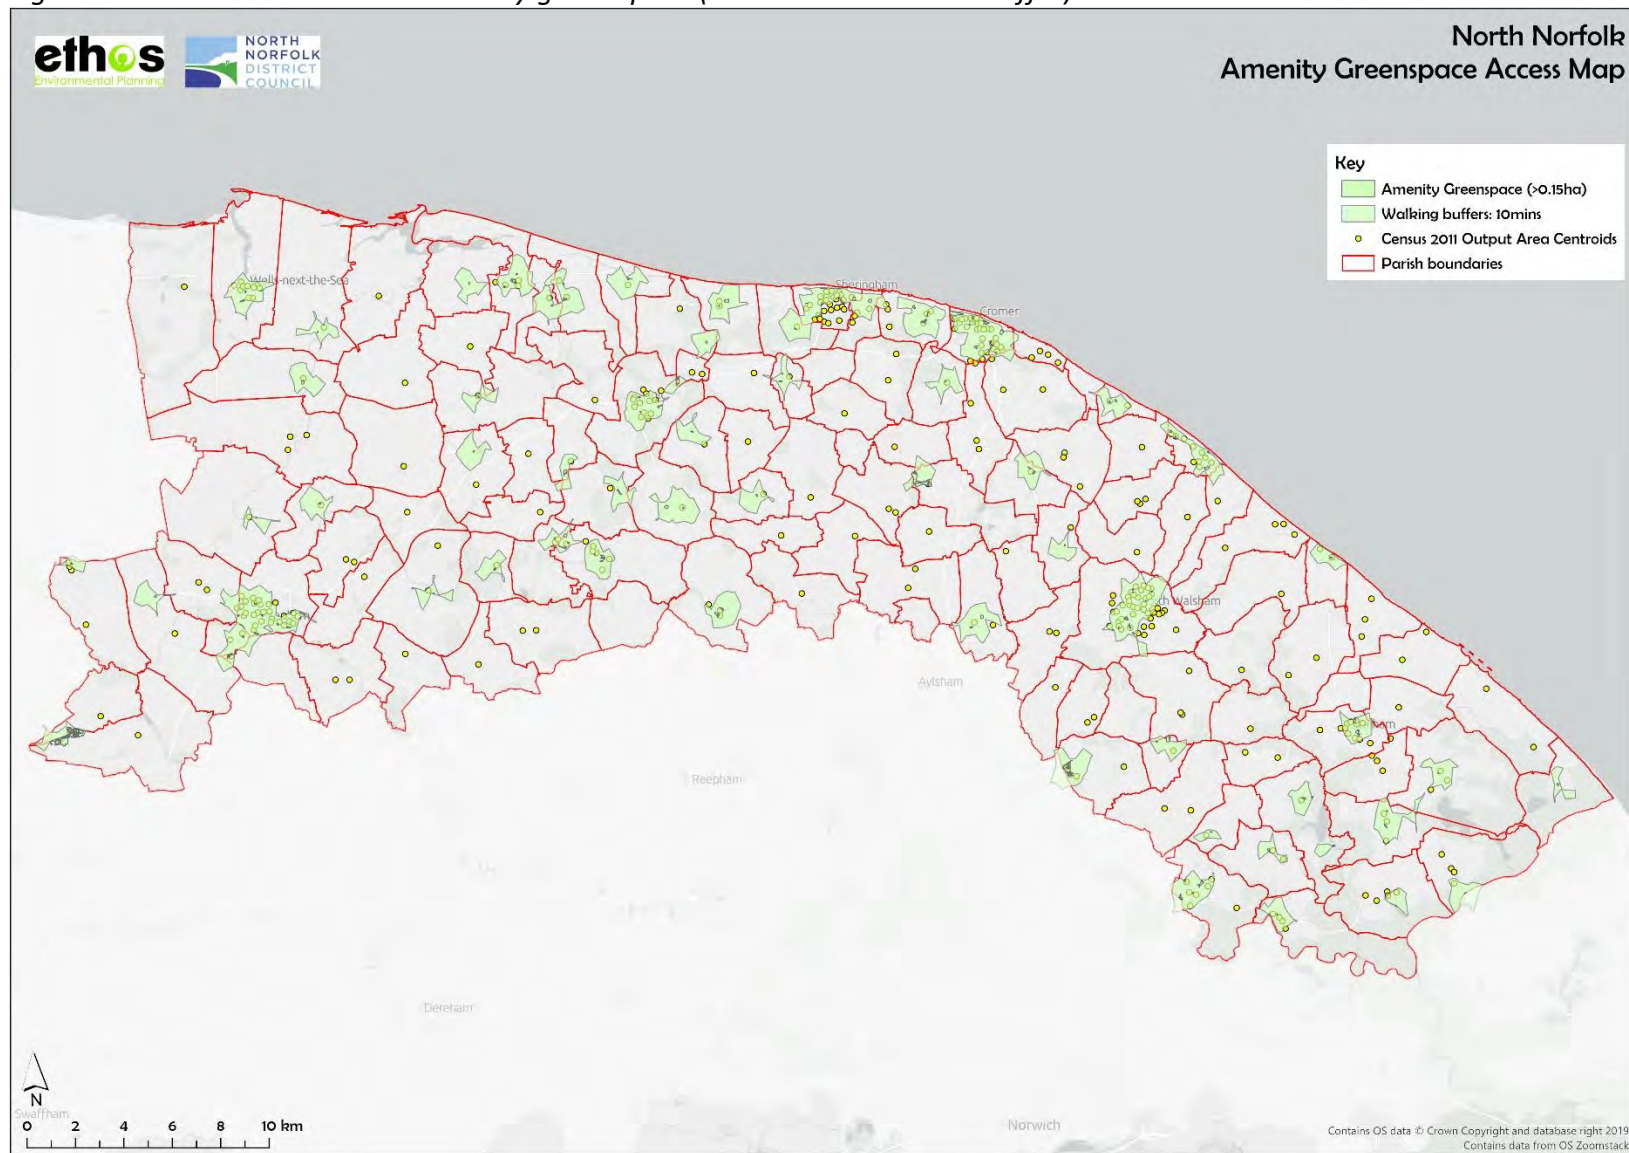 ethos
Environmental Planning
NORTH
NORFOLK
DISTRICT
COUNCIL
North Norfolk
Amenity Greenspace Access Map
Key
Amenity Greenspace (>0.15ha)
Walking buffers: 10mins
Census 2011 Output Area Centroids
Parish boundaries
Wells-next-the-Sea
Sheringham
Cromer
th Walsham
Aylsham
Reepham
Dereham
N
Swaffham
0 2 4 6 8 10 km
Norwich
Contains OS data © Crown Copyright and database right 2019
Contains data from OS Zoomstack